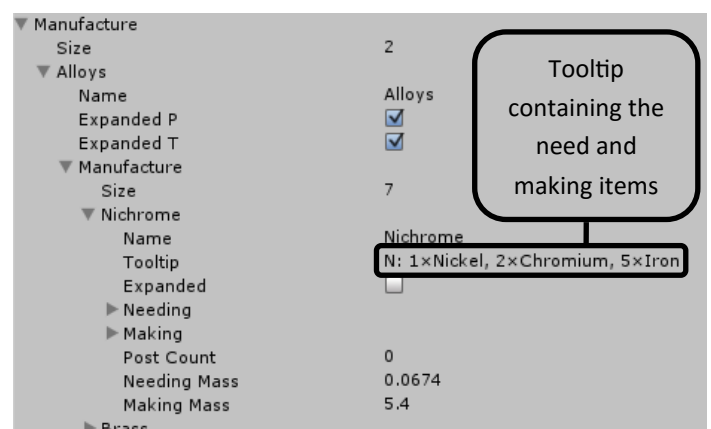 Manufacture
Size 2
Alloys
Name Alloys
Expanded P
Expanded T
Manufacture
Size 7
Nichrome
Name Nichrome
Tooltip N: 1×Nickel, 2×Chromium, 5×Iron
Expanded
Needing
Making
Post Count 0
Needing Mass 0.0674
Making Mass 5.4
Brass
Tooltip
containing the
need and
making items